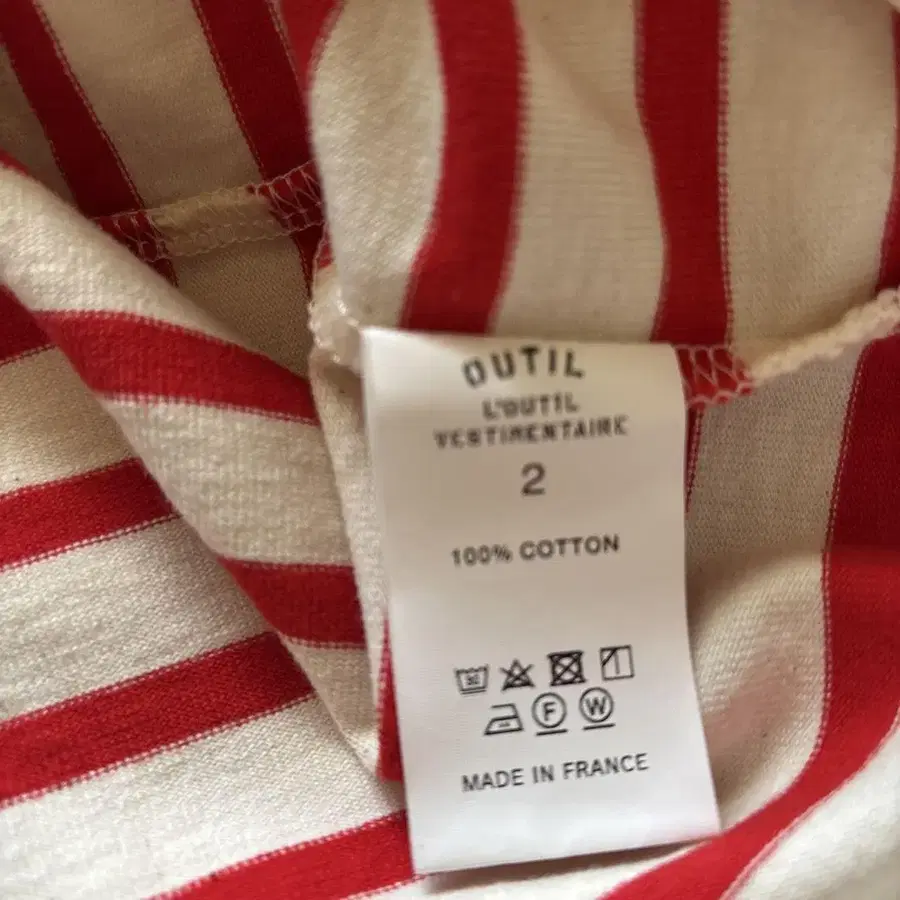 OUTIL
L'OUTIL
VESTIMENTAIRE
2
100% COTTON
F W
MADE IN FRANCE